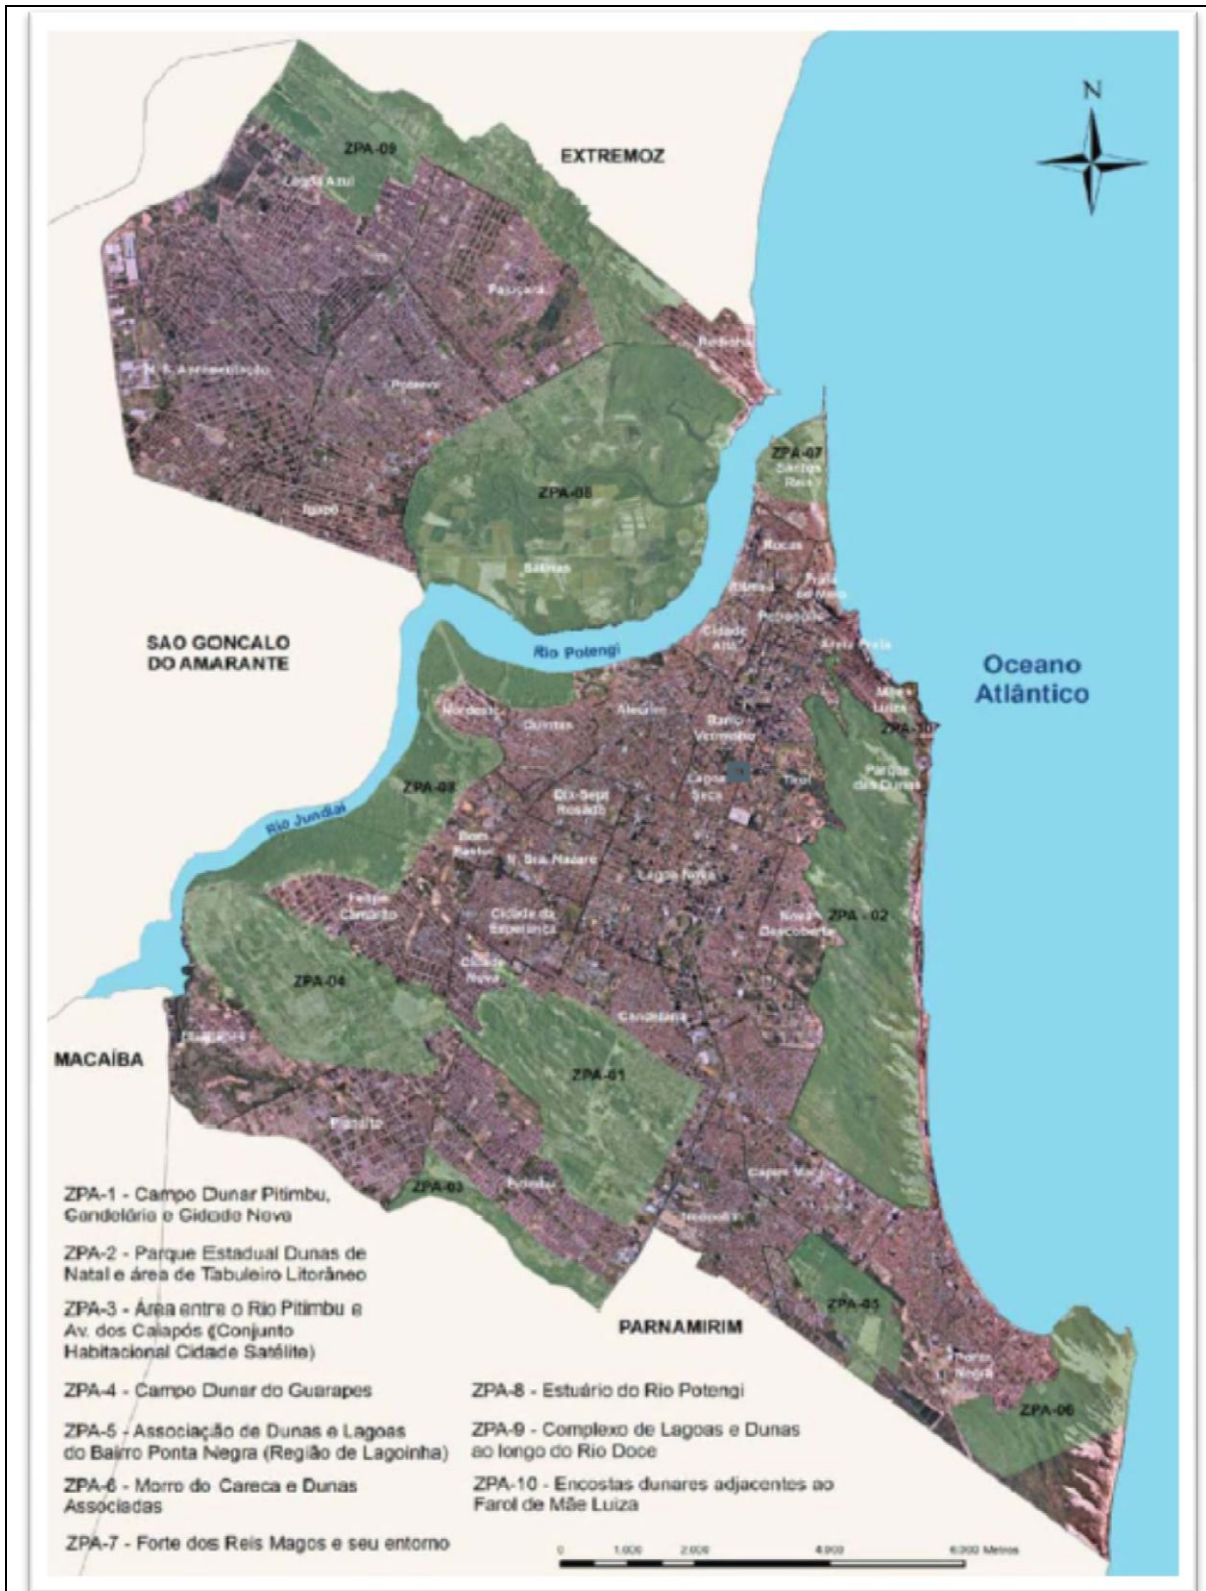 N
EXTREMOZ
ZPA-09
Lagoa Azul
Pajuçara
Redinha
N. S. Apresentação
Potengi
ZPA-07
Santos
Reis
ZPA-08
Igapó
Rocas
Salinas
Ribeira
Praia
do Meio
Petrópolis
Cidade
Alta
Areia Preta
SAO GONCALO
DO AMARANTE
Rio Potengi
Oceano
Atlântico
Mãe
Luiza
Nordeste
Quintas
Alecrim
Barro
Vermelho
ZPA-10
Parque
das Dunas
Lagoa
Seca
Tirol
ZPA-08
Dix-Sept
Rosado
Rio Jundiaí
Bom
Pastor
N. Sra. Nazaré
Lagoa Nova
Felipe
Camarão
Cidade da
Esperança
Nova
Descoberta
ZPA - 02
Cidade
Nova
ZPA-04
Candelária
Guarapes
MACAÍBA
ZPA-01
Planalto
Capim Macio
ZPA-03
Pitimbu
Neópolis
ZPA-05
PARNAMIRIM
Ponta
Negra
ZPA-06
ZPA-1 - Campo Dunar Pitimbu,
Candelária e Cidade Nova
ZPA-2 - Parque Estadual Dunas de
Natal e área de Tabuleiro Litorâneo
ZPA-3 - Área entre o Rio Pitimbu e
Av. dos Caiapós (Conjunto
Habitacional Cidade Satélite)
ZPA-4 - Campo Dunar do Guarapes
ZPA-5 - Associação de Dunas e Lagoas
do Bairro Ponta Negra (Região de Lagoinha)
ZPA-6 - Morro do Careca e Dunas
Associadas
ZPA-7 - Forte dos Reis Magos e seu entorno
ZPA-8 - Estuário do Rio Potengi
ZPA-9 - Complexo de Lagoas e Dunas
ao longo do Rio Doce
ZPA-10 - Encostas dunares adjacentes ao
Farol de Mãe Luiza
0 1.000 2.000 4.000 6.000 Metros